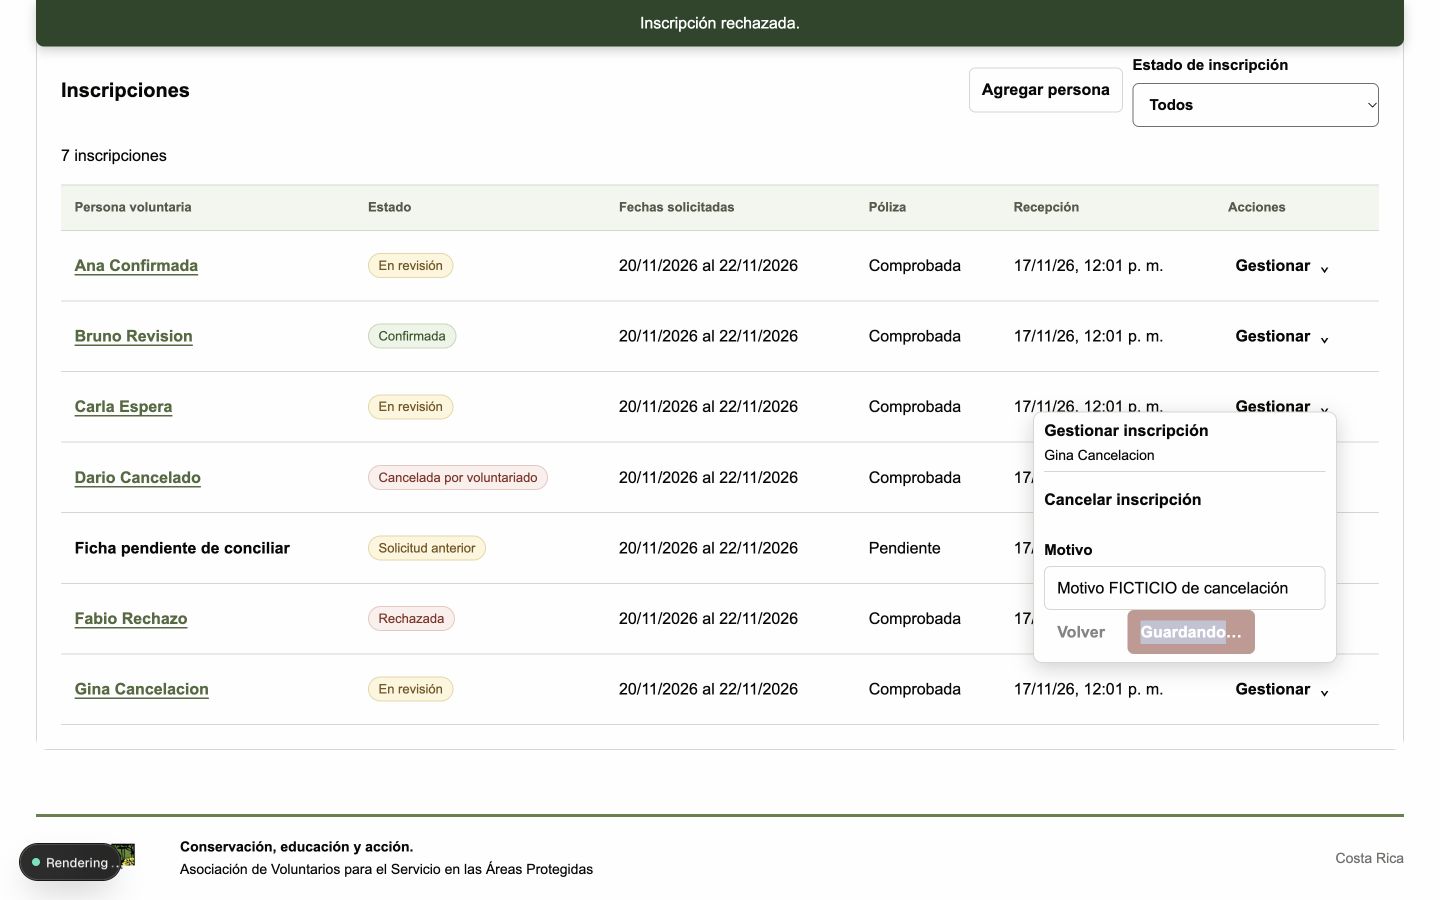 Inscripción rechazada.
Inscripciones
Agregar persona
Estado de inscripción
Todos
7 inscripciones
Persona voluntaria Estado Fechas solicitadas Póliza Recepción Acciones
Ana Confirmada En revisión 20/11/2026 al 22/11/2026 Comprobada 17/11/26, 12:01 p. m. Gestionar
Bruno Revision Confirmada 20/11/2026 al 22/11/2026 Comprobada 17/11/26, 12:01 p. m. Gestionar
Carla Espera En revisión 20/11/2026 al 22/11/2026 Comprobada 17/11/26, 12:01 p. m. Gestionar
Dario Cancelado Cancelada por voluntariado 20/11/2026 al 22/11/2026 Comprobada 17/
Ficha pendiente de conciliar Solicitud anterior 20/11/2026 al 22/11/2026 Pendiente 17/
Fabio Rechazo Rechazada 20/11/2026 al 22/11/2026 Comprobada 17/
Gina Cancelacion En revisión 20/11/2026 al 22/11/2026 Comprobada 17/11/26, 12:01 p. m. Gestionar
Gestionar inscripción
Gina Cancelacion
Cancelar inscripción
Motivo
Motivo FICTICIO de cancelación
Volver Guardando...
Conservación, educación y acción.
Asociación de Voluntarios para el Servicio en las Áreas Protegidas
Costa Rica
Rendering ...